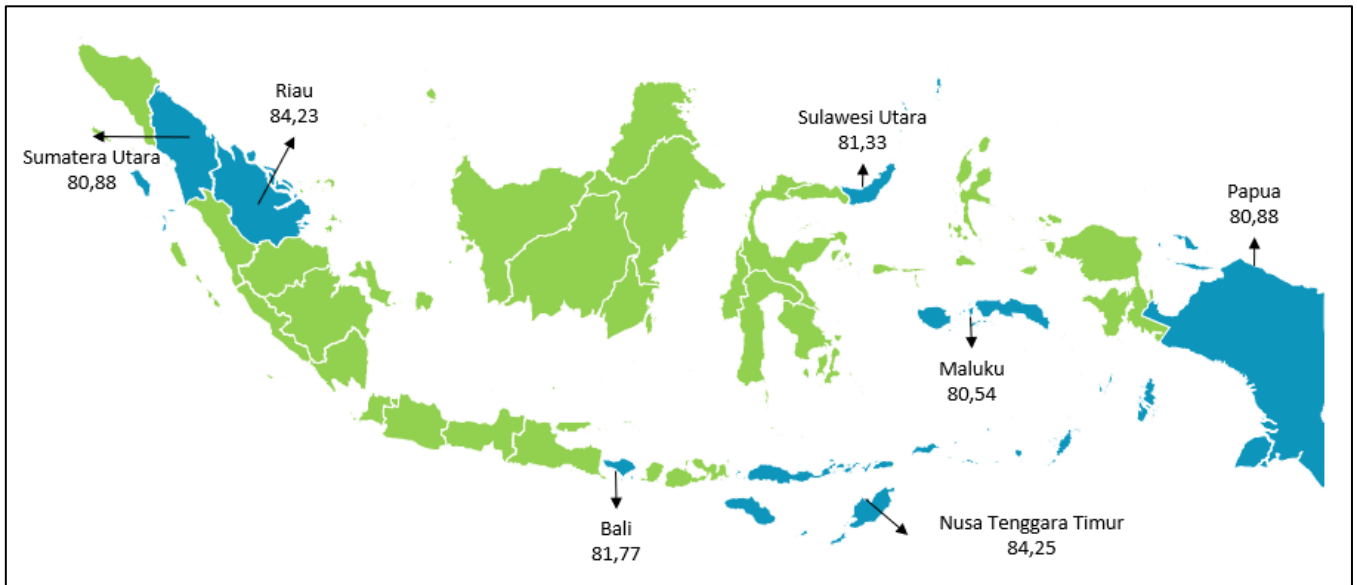 Riau
84,23
Sumatera Utara
80,88
Sulawesi Utara
81,33
Papua
80,88
Maluku
80,54
Bali
81,77
Nusa Tenggara Timur
84,25